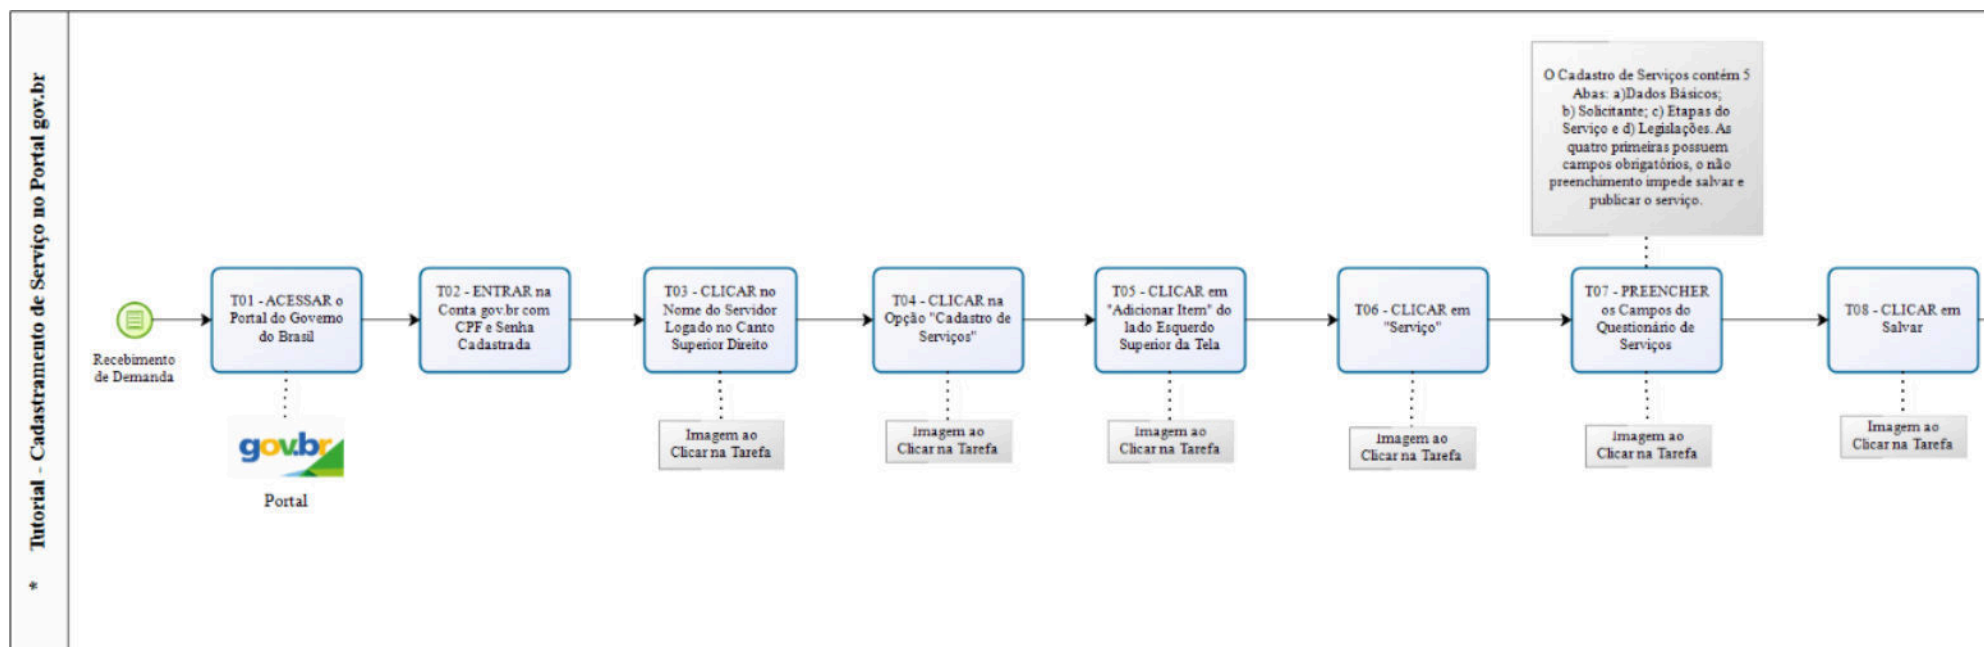 * Tutorial - Cadastramento de Serviço no Portal gov.br
Recebimento
de Demanda
T01 - ACESSAR o
Portal do Governo
do Brasil
gov.br
Portal
T02 - ENTRAR na
Conta gov.br com
CPF e Senha
Cadastrada
T03 - CLICAR no
Nome do Servidor
Logado no Canto
Superior Direito
Imagem ao
Clicar na Tarefa
T04 - CLICAR na
Opção "Cadastro de
Serviços"
Imagem ao
Clicar na Tarefa
T05 - CLICAR em
"Adicionar Item" do
lado Esquerdo
Superior da Tela
Imagem ao
Clicar na Tarefa
T06 - CLICAR em
"Serviço"
Imagem ao
Clicar na Tarefa
O Cadastro de Serviços contém 5
Abas: a)Dados Básicos;
b) Solicitante; c) Etapas do
Serviço e d) Legislações. As
quatro primeiras possuem
campos obrigatórios, o não
preenchimento impede salvar e
publicar o serviço.
T07 - PREENCHER
os Campos do
Questionário de
Serviços
Imagem ao
Clicar na Tarefa
T08 - CLICAR em
Salvar
Imagem ao
Clicar na Tarefa